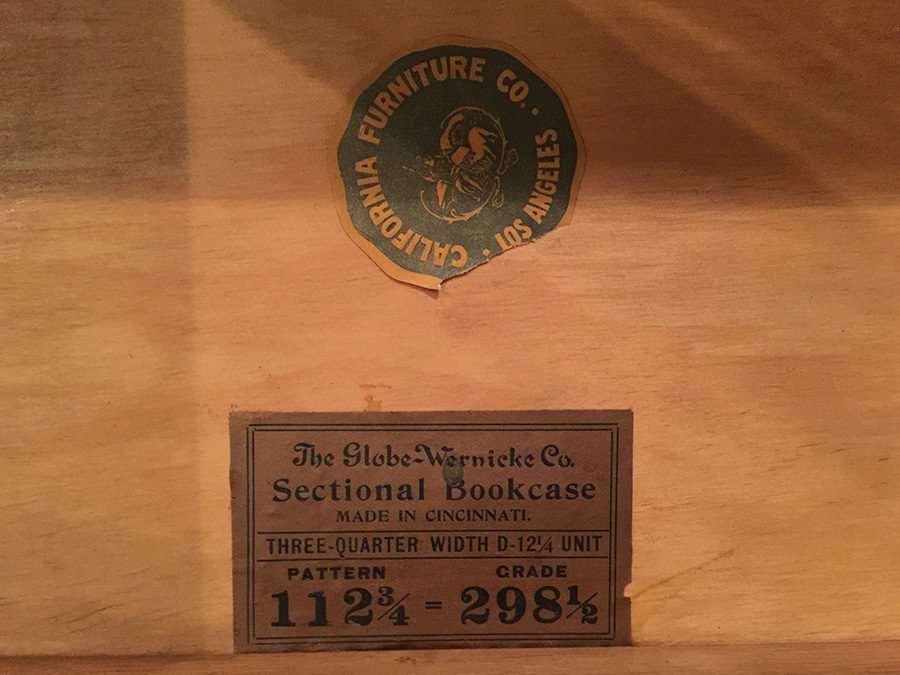 CALIFORNIA FURNITURE CO. · LOS ANGELES ·
The Globe-Wernicke Co.
Sectional Bookcase
MADE IN CINCINNATI.
THREE-QUARTER WIDTH D-12¼ UNIT
PATTERN GRADE
112¾ = 298½